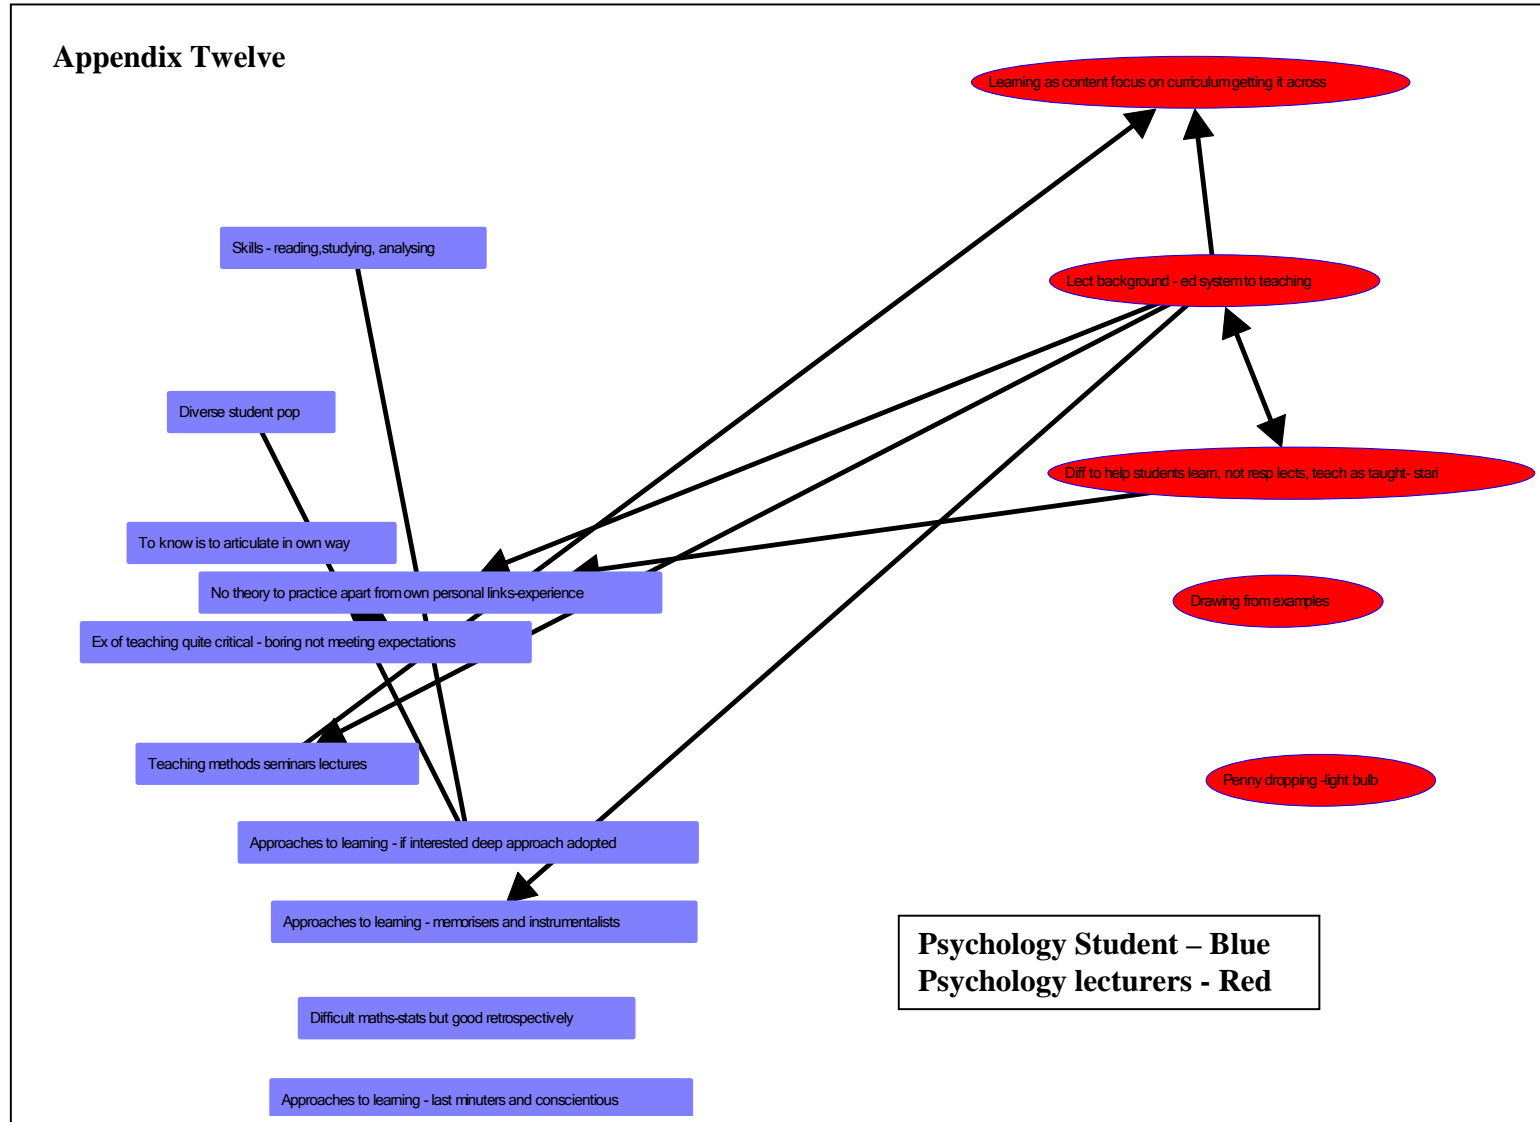 Appendix Twelve
Learning as content focus on curriculum getting it across
Skills - reading,studying, analysing
Lect background - ed system to teaching
Diverse student pop
Diff to help students learn, not resp lects, teach as taught- stari
To know is to articulate in own way
No theory to practice apart from own personal links-experience
Drawing from examples
Ex of teaching quite critical - boring not meeting expectations
Teaching methods seminars lectures
Penny dropping -light bulb
Approaches to learning - if interested deep approach adopted
Approaches to learning - memorisers and instrumentalists
Psychology Student – Blue
Psychology lecturers - Red
Difficult maths-stats but good retrospectively
Approaches to learning - last minuters and conscientious